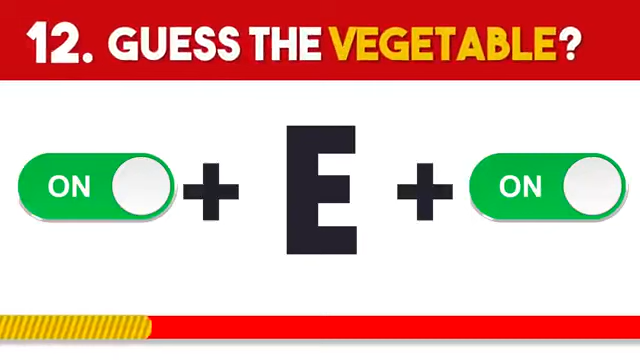 12. GUESS THE VEGETABLE?
ON + E + ON